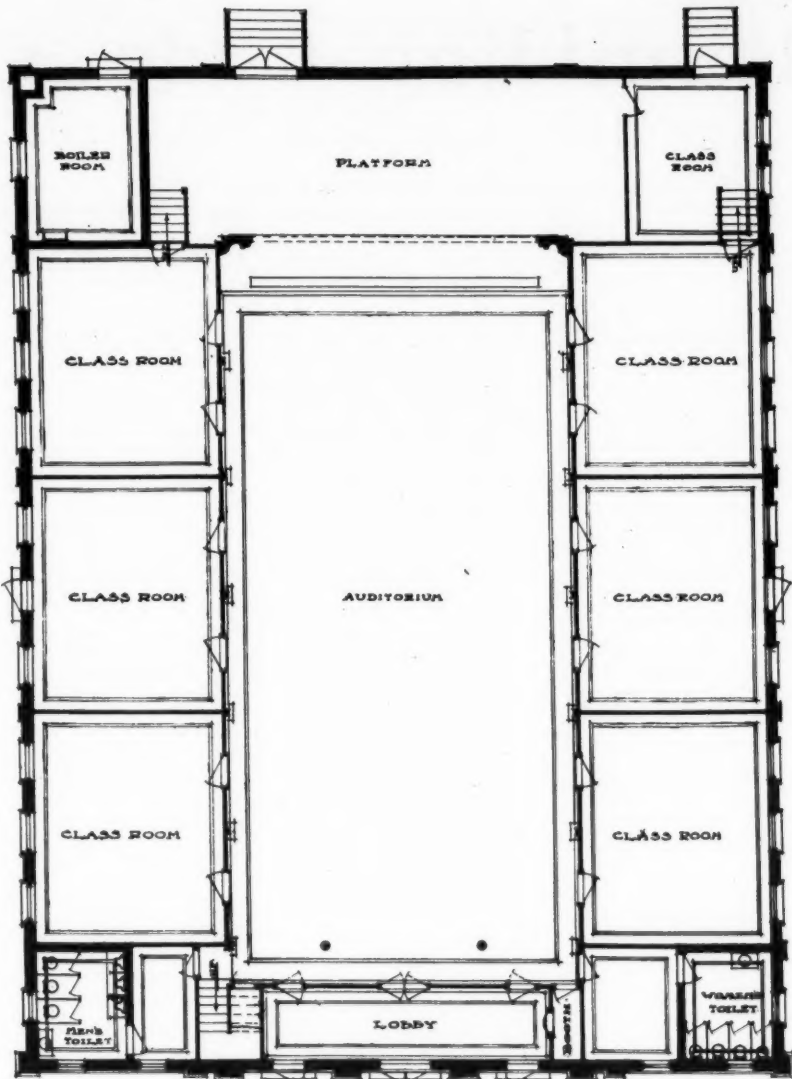 BOILER
ROOM
PLATFORM
CLASS
ROOM
CLASS ROOM
CLASS ROOM
CLASS ROOM
AUDITORIUM
CLASS ROOM
CLASS ROOM
CLASS ROOM
UP
MEN'S
TOILET
LOBBY
BOOTH
WOMEN'S
TOILET